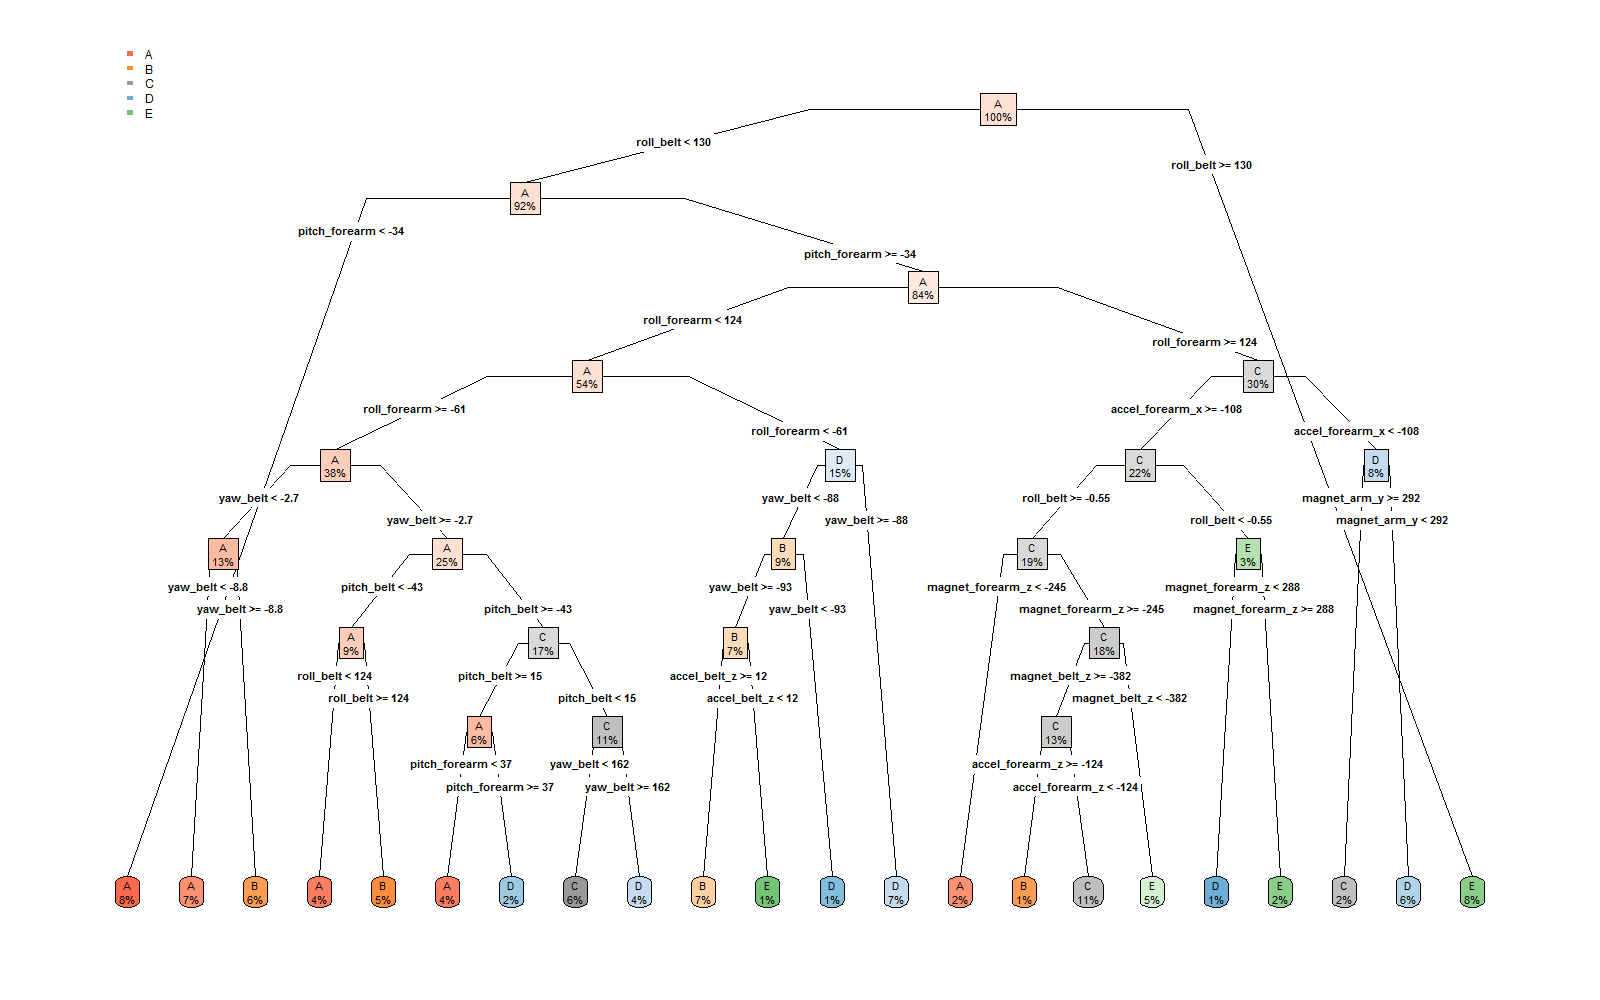 A
B
C
D
E
A
100%
roll_belt < 130
roll_belt >= 130
A
92%
pitch_forearm < -34
pitch_forearm >= -34
A
84%
roll_forearm < 124
roll_forearm >= 124
A
54%
C
30%
roll_forearm >= -61
roll_forearm < -61
accel_forearm_x >= -108
accel_forearm_x < -108
A
38%
D
15%
C
22%
D
8%
yaw_belt < -2.7
yaw_belt >= -2.7
yaw_belt < -88
yaw_belt >= -88
roll_belt >= -0.55
roll_belt < -0.55
magnet_arm_y >= 292
magnet_arm_y < 292
A
13%
A
25%
B
9%
C
19%
E
3%
yaw_belt < -8.8
yaw_belt >= -8.8
pitch_belt < -43
pitch_belt >= -43
yaw_belt >= -93
yaw_belt < -93
magnet_forearm_z < -245
magnet_forearm_z >= -245
magnet_forearm_z < 288
magnet_forearm_z >= 288
A
9%
C
17%
B
7%
C
18%
roll_belt < 124
roll_belt >= 124
pitch_belt >= 15
pitch_belt < 15
accel_belt_z >= 12
accel_belt_z < 12
magnet_belt_z >= -382
magnet_belt_z < -382
A
6%
C
11%
C
13%
pitch_forearm < 37
pitch_forearm >= 37
yaw_belt < 162
yaw_belt >= 162
accel_forearm_z >= -124
accel_forearm_z < -124
A
8%
A
7%
B
6%
A
4%
B
5%
A
4%
D
2%
C
6%
D
4%
B
7%
E
1%
D
1%
D
7%
A
2%
B
1%
C
11%
E
5%
D
1%
E
2%
C
2%
D
6%
E
8%